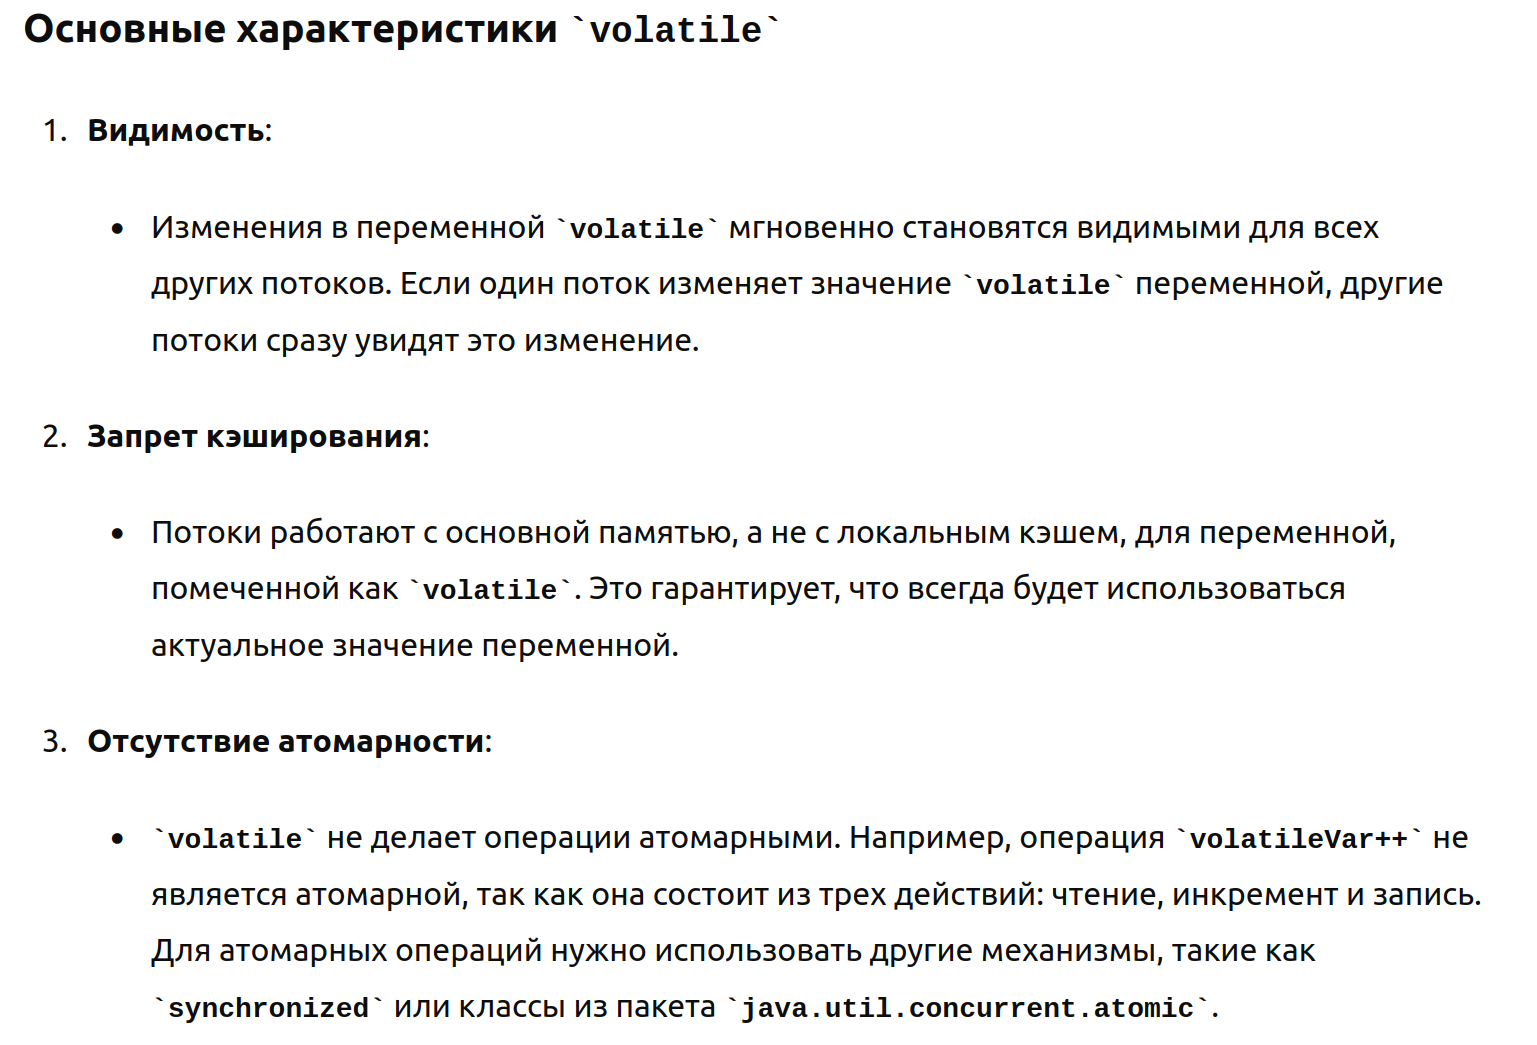 Основные характеристики `volatile`
1. Видимость:
• Изменения в переменной `volatile` мгновенно становятся видимыми для всех
других потоков. Если один поток изменяет значение `volatile` переменной, другие
потоки сразу увидят это изменение.
2. Запрет кэширования:
• Потоки работают с основной памятью, а не с локальным кэшем, для переменной,
помеченной как `volatile`. Это гарантирует, что всегда будет использоваться
актуальное значение переменной.
3. Отсутствие атомарности:
• `volatile` не делает операции атомарными. Например, операция `volatileVar++` не
является атомарной, так как она состоит из трех действий: чтение, инкремент и запись.
Для атомарных операций нужно использовать другие механизмы, такие как
`synchronized` или классы из пакета `java.util.concurrent.atomic`.